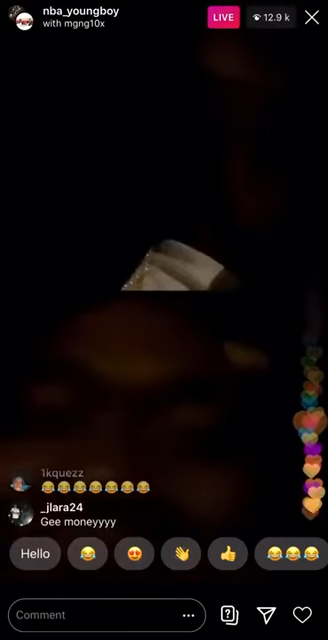 nba_youngboy
with mgng10x
LIVE
12.9 k
1kquezz
😂😂😂😂😂😂😂😂
_jlara24
Gee moneyyyy
Hello
😂
😍
👋
👍
😂😂😂
Comment